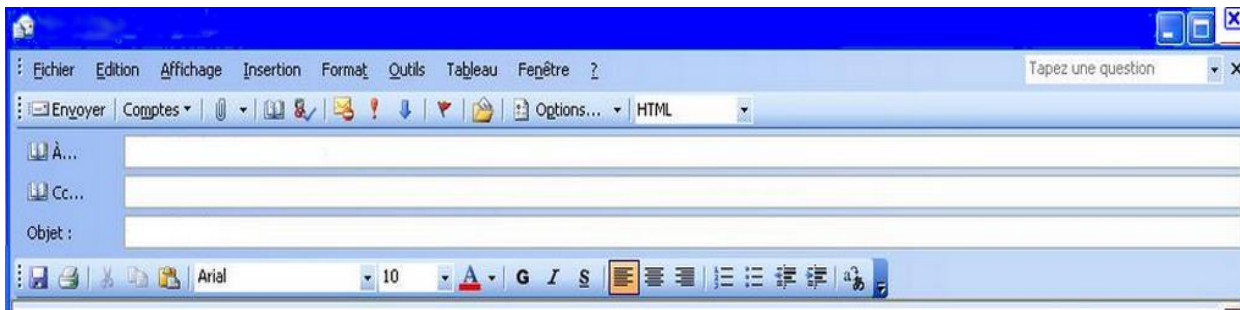 Fichier Edition Affichage Insertion Format Outils Tableau Fenêtre ? Tapez une question
Envoyer Comptes Options... HTML
À...
Cc...
Objet :
Arial 10 A G I S